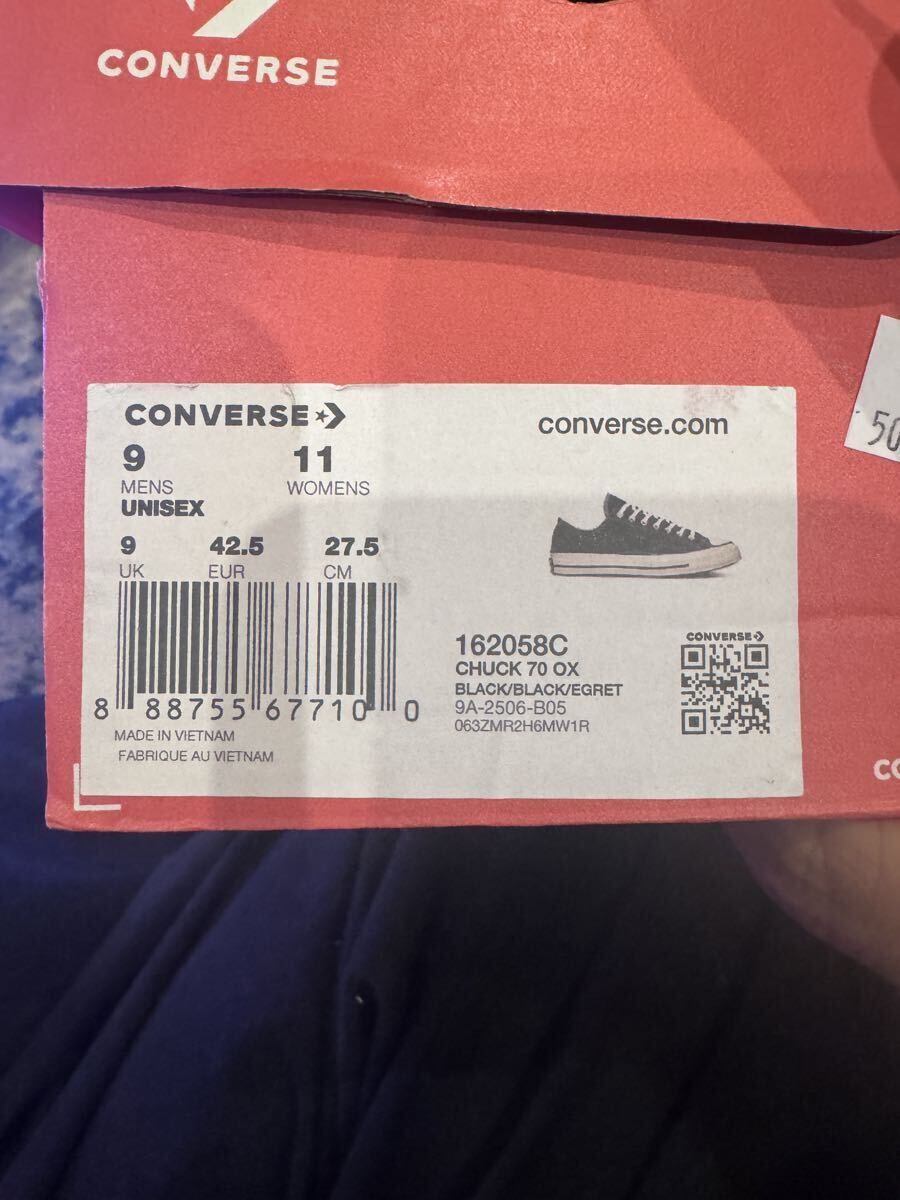 CONVERSE
CONVERSE
converse.com
9 11
MENS WOMENS
UNISEX
9 42.5 27.5
UK EUR CM
8 88755 67710 0
MADE IN VIETNAM
FABRIQUE AU VIETNAM
162058C
CHUCK 70 OX
BLACK/BLACK/EGRET
9A-2506-B05
063ZMR2H6MW1R
CONVERSE
50